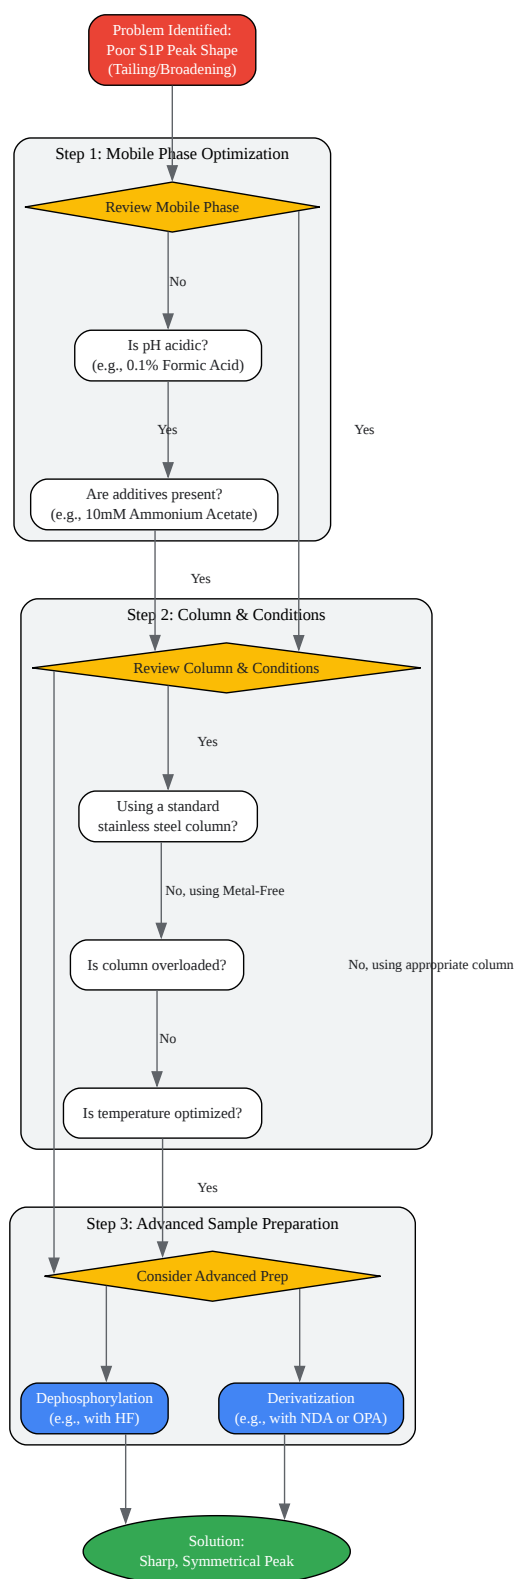 Problem Identified:
Poor S1P Peak Shape
(Tailing/Broadening)
Step 1: Mobile Phase Optimization
Review Mobile Phase
No
Is pH acidic?
(e.g., 0.1% Formic Acid)
Yes
Yes
Are additives present?
(e.g., 10mM Ammonium Acetate)
Yes
Step 2: Column & Conditions
Review Column & Conditions
Yes
Using a standard
stainless steel column?
No, using Metal-Free
Is column overloaded?
No, using appropriate column
No
Is temperature optimized?
Yes
Step 3: Advanced Sample Preparation
Consider Advanced Prep
Dephosphorylation
(e.g., with HF)
Derivatization
(e.g., with NDA or OPA)
Solution:
Sharp, Symmetrical Peak